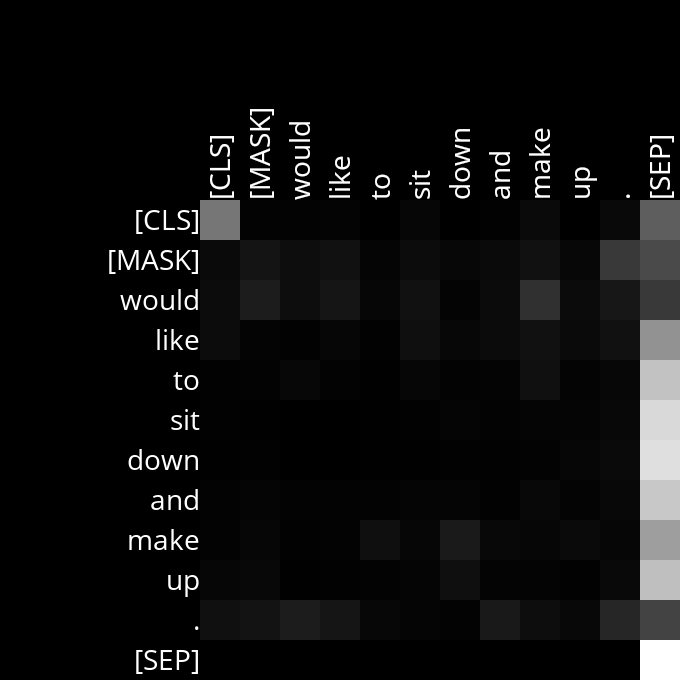 [CLS] [MASK] would like to sit down and make up . [SEP]
[CLS]
[MASK]
would
like
to
sit
down
and
make
up
.
[SEP]